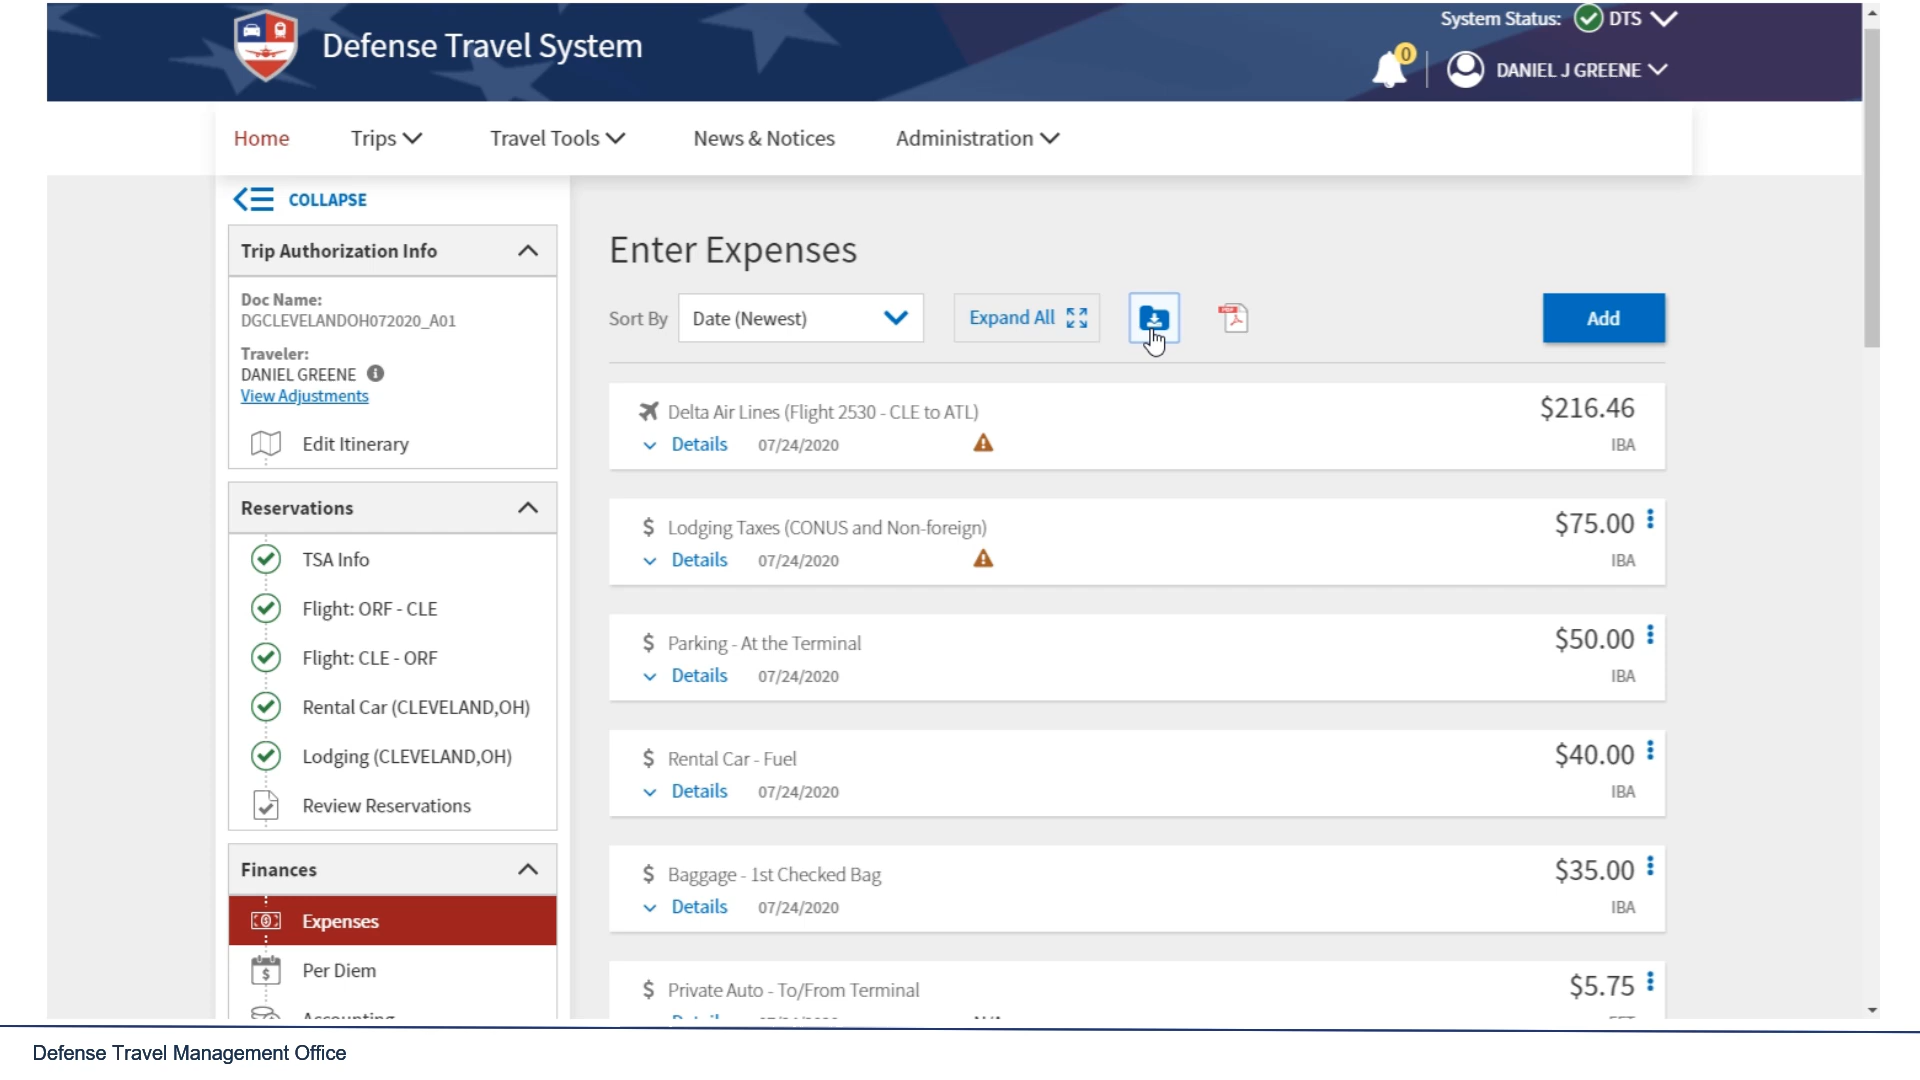 System Status: DTS
Defense Travel System
0
DANIEL J GREENE
Home Trips Travel Tools News & Notices Administration
COLLAPSE
Trip Authorization Info
Doc Name:
DGCLEVELANDOH072020_A01
Traveler:
DANIEL GREENE
View Adjustments
Edit Itinerary
Reservations
TSA Info
Flight: ORF - CLE
Flight: CLE - ORF
Rental Car (CLEVELAND,OH)
Lodging (CLEVELAND,OH)
Review Reservations
Finances
Expenses
Per Diem
Accounting
Enter Expenses
Sort By Date (Newest) Expand All PDF Add
Delta Air Lines (Flight 2530 - CLE to ATL) $216.46
Details 07/24/2020 IBA
$ Lodging Taxes (CONUS and Non-foreign) $75.00
Details 07/24/2020 IBA
$ Parking - At the Terminal $50.00
Details 07/24/2020 IBA
$ Rental Car - Fuel $40.00
Details 07/24/2020 IBA
$ Baggage - 1st Checked Bag $35.00
Details 07/24/2020 IBA
$ Private Auto - To/From Terminal $5.75
Details
Defense Travel Management Office